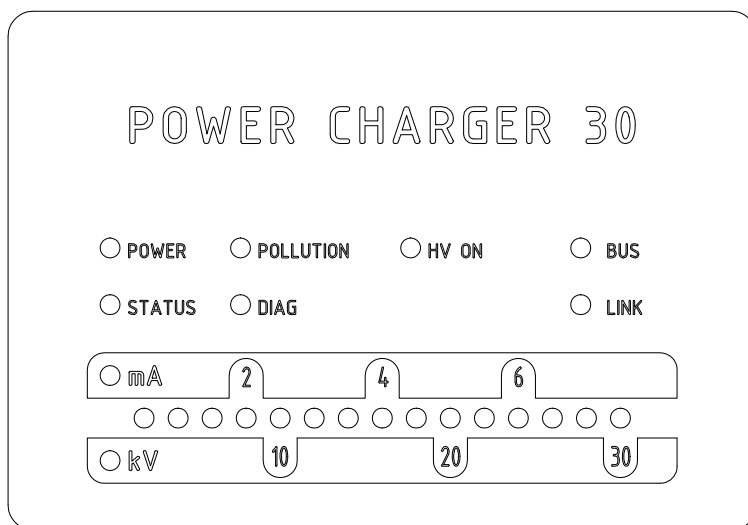 POWER CHARGER 30
POWER POLLUTION HV ON BUS
STATUS DIAG LINK
mA 2 4 6
kV 10 20 30